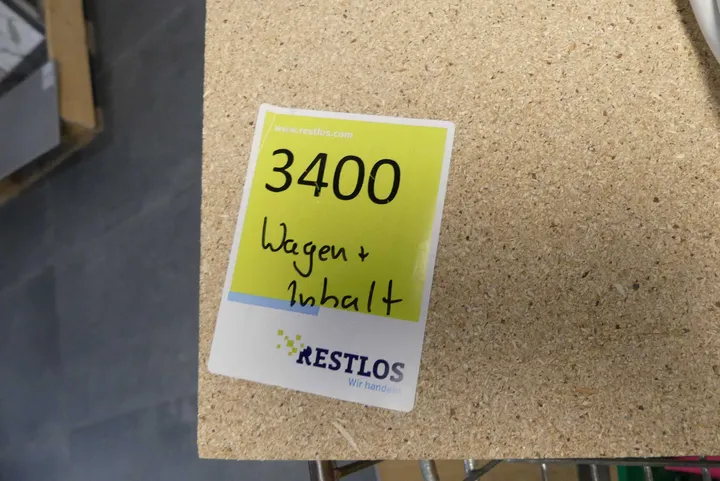 www.restlos.com
3400
Wagen +
Inhalt
RESTLOS
Wir handeln